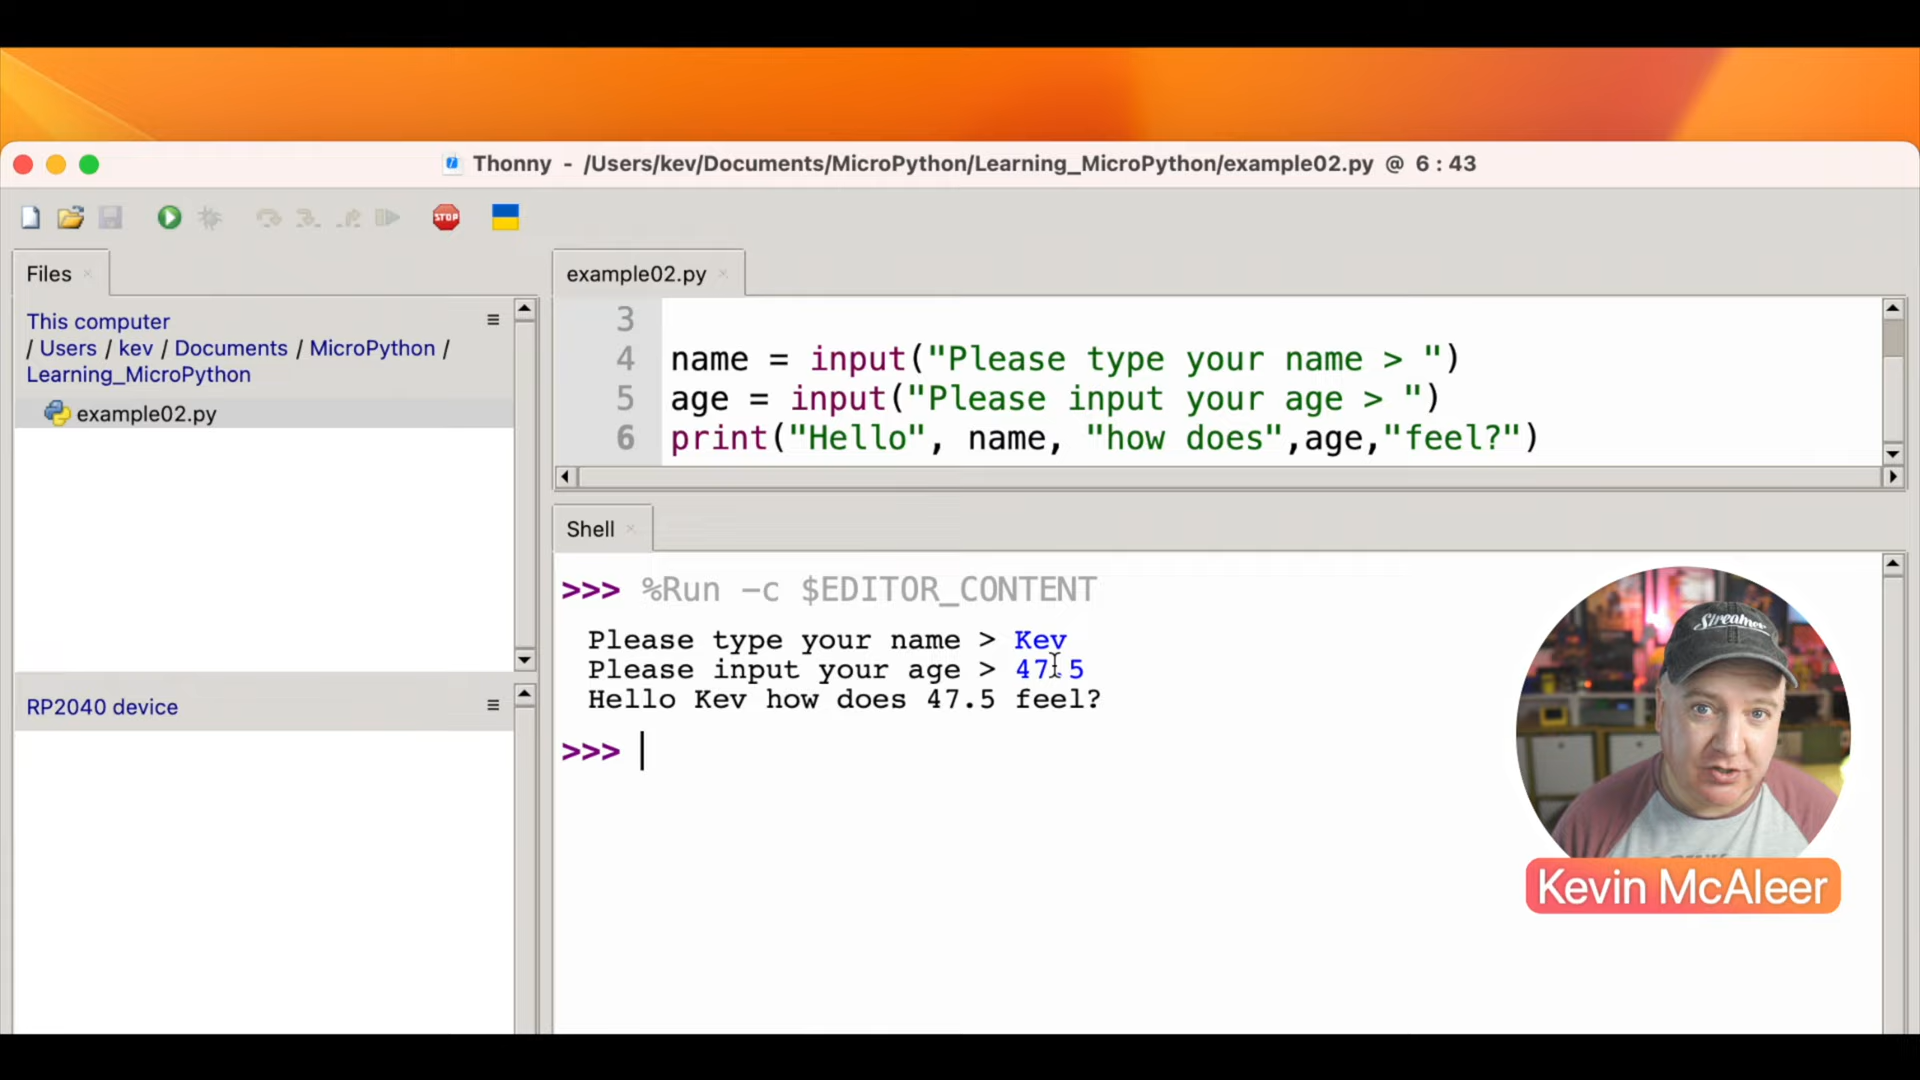 Thonny - /Users/kev/Documents/MicroPython/Learning_MicroPython/example02.py @ 6 : 43
STOP
Files
This computer
/ Users / kev / Documents / MicroPython /
Learning_MicroPython
example02.py
RP2040 device
example02.py
3
4 name = input("Please type your name > ")
5 age = input("Please input your age > ")
6 print("Hello", name, "how does",age,"feel?")
Shell
>>> %Run -c $EDITOR_CONTENT
Please type your name > Kev
Please input your age > 47.5
Hello Kev how does 47.5 feel?
>>>
Streamer
Kevin McAleer